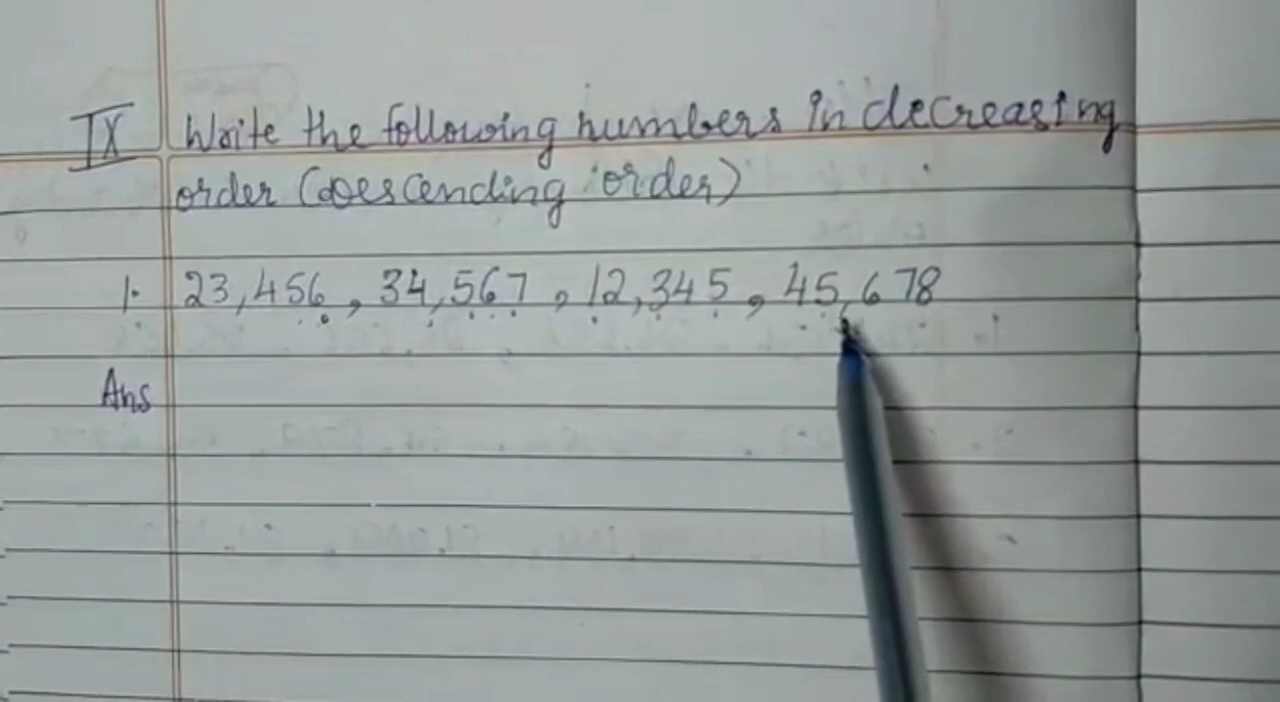 IX Write the following numbers in decreasing
order (Descending order)
1. 23,456, 34,567, 12,345, 45,678
Ans